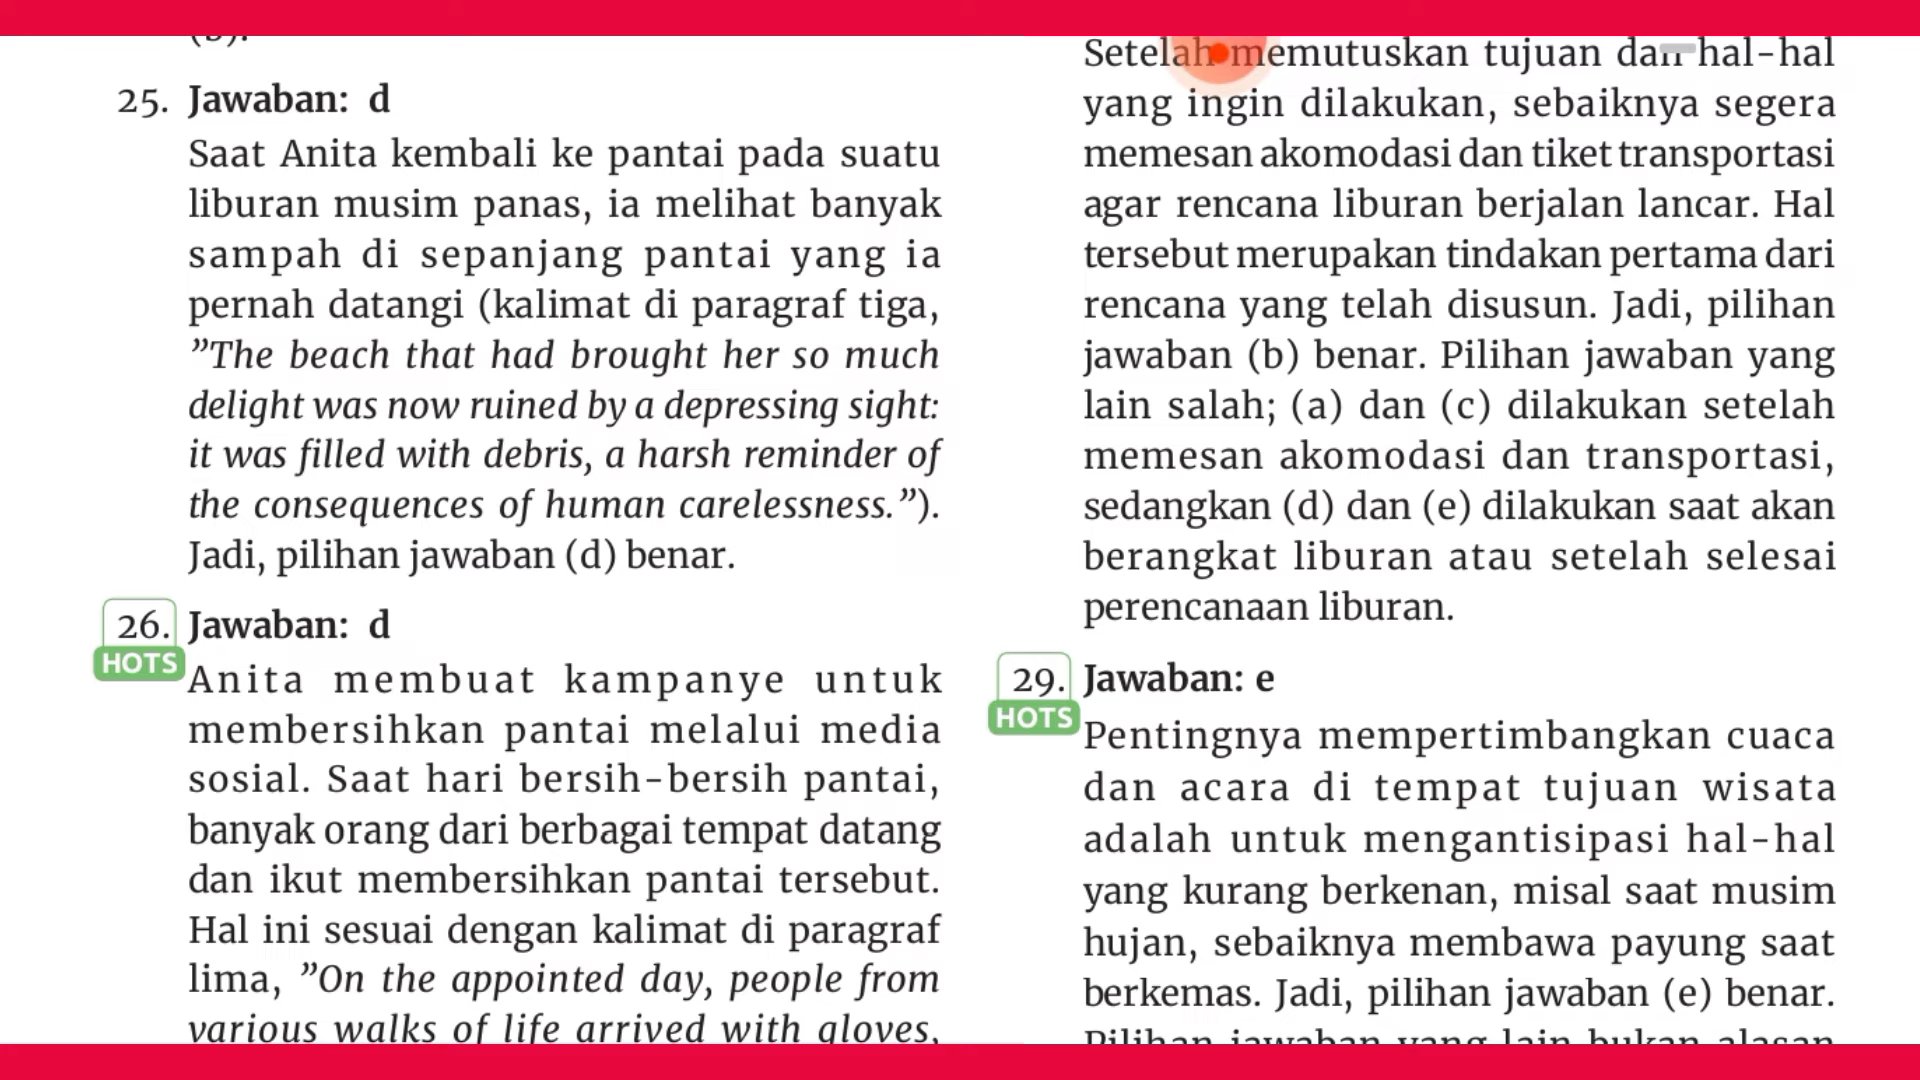 (b).
25. Jawaban: d
Saat Anita kembali ke pantai pada suatu
liburan musim panas, ia melihat banyak
sampah di sepanjang pantai yang ia
pernah datangi (kalimat di paragraf tiga,
”The beach that had brought her so much
delight was now ruined by a depressing sight:
it was filled with debris, a harsh reminder of
the consequences of human carelessness.”).
Jadi, pilihan jawaban (d) benar.
26. Jawaban: d
HOTS
Anita membuat kampanye untuk
membersihkan pantai melalui media
sosial. Saat hari bersih-bersih pantai,
banyak orang dari berbagai tempat datang
dan ikut membersihkan pantai tersebut.
Hal ini sesuai dengan kalimat di paragraf
lima, ”On the appointed day, people from
various walks of life arrived with gloves,
Setelah memutuskan tujuan dan hal-hal
yang ingin dilakukan, sebaiknya segera
memesan akomodasi dan tiket transportasi
agar rencana liburan berjalan lancar. Hal
tersebut merupakan tindakan pertama dari
rencana yang telah disusun. Jadi, pilihan
jawaban (b) benar. Pilihan jawaban yang
lain salah; (a) dan (c) dilakukan setelah
memesan akomodasi dan transportasi,
sedangkan (d) dan (e) dilakukan saat akan
berangkat liburan atau setelah selesai
perencanaan liburan.
29. Jawaban: e
HOTS
Pentingnya mempertimbangkan cuaca
dan acara di tempat tujuan wisata
adalah untuk mengantisipasi hal-hal
yang kurang berkenan, misal saat musim
hujan, sebaiknya membawa payung saat
berkemas. Jadi, pilihan jawaban (e) benar.
Pilihan jawaban yang lain bukan alasan